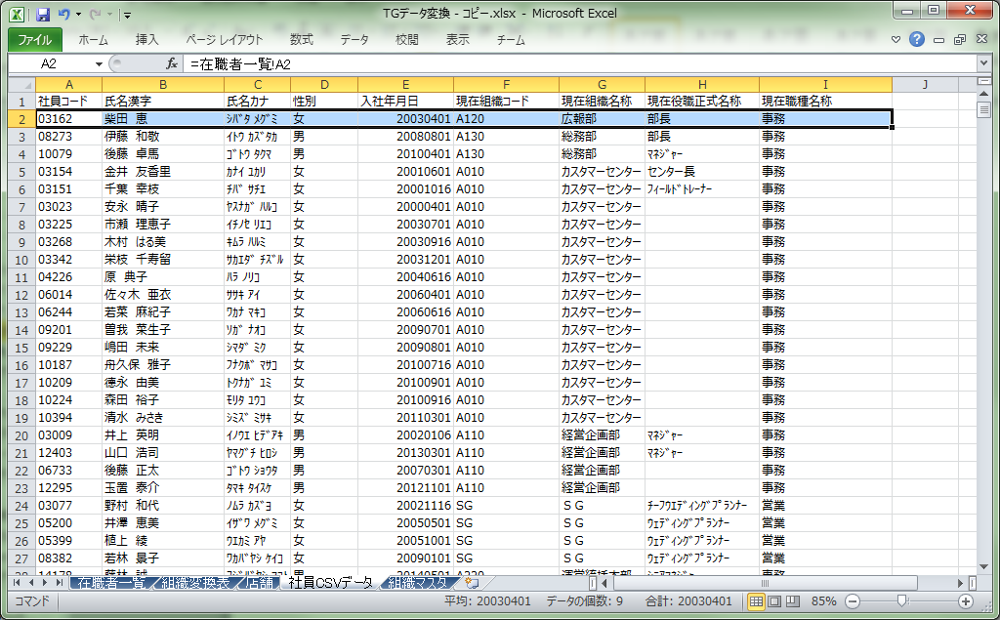 TGデータ変換 - コピー.xlsx - Microsoft Excel
ファイル ホーム 挿入 ページ レイアウト 数式 データ 校閲 表示 チーム
A2 fx =在職者一覧!A2
A B C D E F G H I J
1 社員コード 氏名漢字 氏名カナ 性別 入社年月日 現在組織コード 現在組織名称 現在役職正式名称 現在職種名称
2 03162 柴田 恵 ｼﾊﾞﾀ ﾒｸﾞﾐ 女 20030401 A120 広報部 部長 事務
3 08273 伊藤 和敬 ｲﾄｳ ｶｽﾞﾀｶ 男 20080801 A130 総務部 部長 事務
4 10079 後藤 卓馬 ｺﾞﾄｳ ﾀｸﾏ 男 20100401 A130 総務部 ﾏﾈｼﾞｬｰ 事務
5 03154 金井 友香里 ｶﾅｲ ﾕｶﾘ 女 20010601 A010 カスタマーセンター センター長 事務
6 03151 千葉 幸枝 ﾁﾊﾞ ｻﾁｴ 女 20001016 A010 カスタマーセンター ﾌｨｰﾙﾄﾞﾄﾚｰﾅｰ 事務
7 03023 安永 晴子 ﾔｽﾅｶﾞ ﾊﾙｺ 女 20000401 A010 カスタマーセンター 事務
8 03225 市瀬 理恵子 ｲﾁﾉｾ ﾘｴｺ 女 20030701 A010 カスタマーセンター 事務
9 03268 木村 はる美 ｷﾑﾗ ﾊﾙﾐ 女 20030916 A010 カスタマーセンター 事務
10 03342 栄枝 千寿留 ｻｶｴﾀﾞ ﾁｽﾞﾙ 女 20031201 A010 カスタマーセンター 事務
11 04226 原 典子 ﾊﾗ ﾉﾘｺ 女 20040616 A010 カスタマーセンター 事務
12 06014 佐々木 亜衣 ｻｻｷ ｱｲ 女 20060401 A010 カスタマーセンター 事務
13 06244 若菜 麻紀子 ﾜｶﾅ ﾏｷｺ 女 20060616 A010 カスタマーセンター 事務
14 09201 曽我 菜生子 ｿｶﾞ ﾅｵｺ 女 20090701 A010 カスタマーセンター 事務
15 09229 嶋田 未来 ｼﾏﾀﾞ ﾐｸ 女 20090801 A010 カスタマーセンター 事務
16 10187 舟久保 雅子 ﾌﾅｸﾎﾞ ﾏｻｺ 女 20100716 A010 カスタマーセンター 事務
17 10209 德永 由美 ﾄｸﾅｶﾞ ﾕﾐ 女 20100901 A010 カスタマーセンター 事務
18 10224 森田 裕子 ﾓﾘﾀ ﾕｳｺ 女 20100916 A010 カスタマーセンター 事務
19 10394 清水 みさき ｼﾐｽﾞ ﾐｻｷ 女 20110301 A010 カスタマーセンター 事務
20 03009 井上 英明 ｲﾉｳｴ ﾋﾃﾞｱｷ 男 20020106 A110 経営企画部 ﾏﾈｼﾞｬｰ 事務
21 12403 山口 浩司 ﾔﾏｸﾞﾁ ﾋﾛｼ 男 20130301 A110 経営企画部 ﾏﾈｼﾞｬｰ 事務
22 06733 後藤 正太 ｺﾞﾄｳ ｼｮｳﾀ 男 20070301 A110 経営企画部 事務
23 12295 玉置 泰介 ﾀﾏｷ ﾀｲｽｹ 男 20121101 A110 経営企画部 事務
24 03077 野村 和代 ﾉﾑﾗ ｶｽﾞﾖ 女 20021116 SG ＳＧ ﾁｰﾌｳｪﾃﾞｨﾝｸﾞﾌﾟﾗﾝﾅｰ 営業
25 05200 井澤 恵美 ｲｻﾞﾜ ﾒｸﾞﾐ 女 20050501 SG ＳＧ ｳｪﾃﾞｨﾝｸﾞﾌﾟﾗﾝﾅｰ 営業
26 05399 植上 綾 ｳｴｶﾐ ｱﾔ 女 20051001 SG ＳＧ ｳｪﾃﾞｨﾝｸﾞﾌﾟﾗﾝﾅｰ 営業
27 08382 若林 景子 ﾜｶﾊﾞﾔｼ ｹｲｺ 女 20090101 SG ＳＧ ｳｪﾃﾞｨﾝｸﾞﾌﾟﾗﾝﾅｰ 営業
在職者一覧 組織変換表 店舗 社員CSVデータ 組織マスタ
コマンド 平均: 20030401 データの個数: 9 合計: 20030401 85%